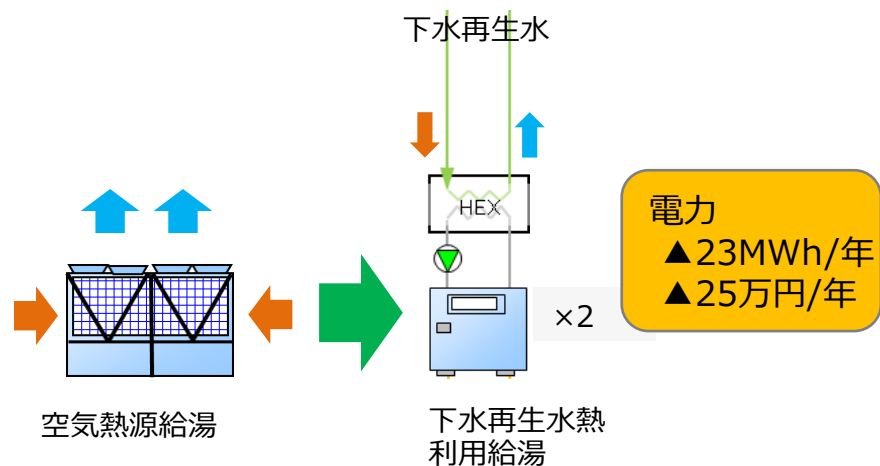 下水再生水
HEX
電力
▲23MWh/年
▲25万円/年
×2
空気熱源給湯
下水再生水熱
利用給湯